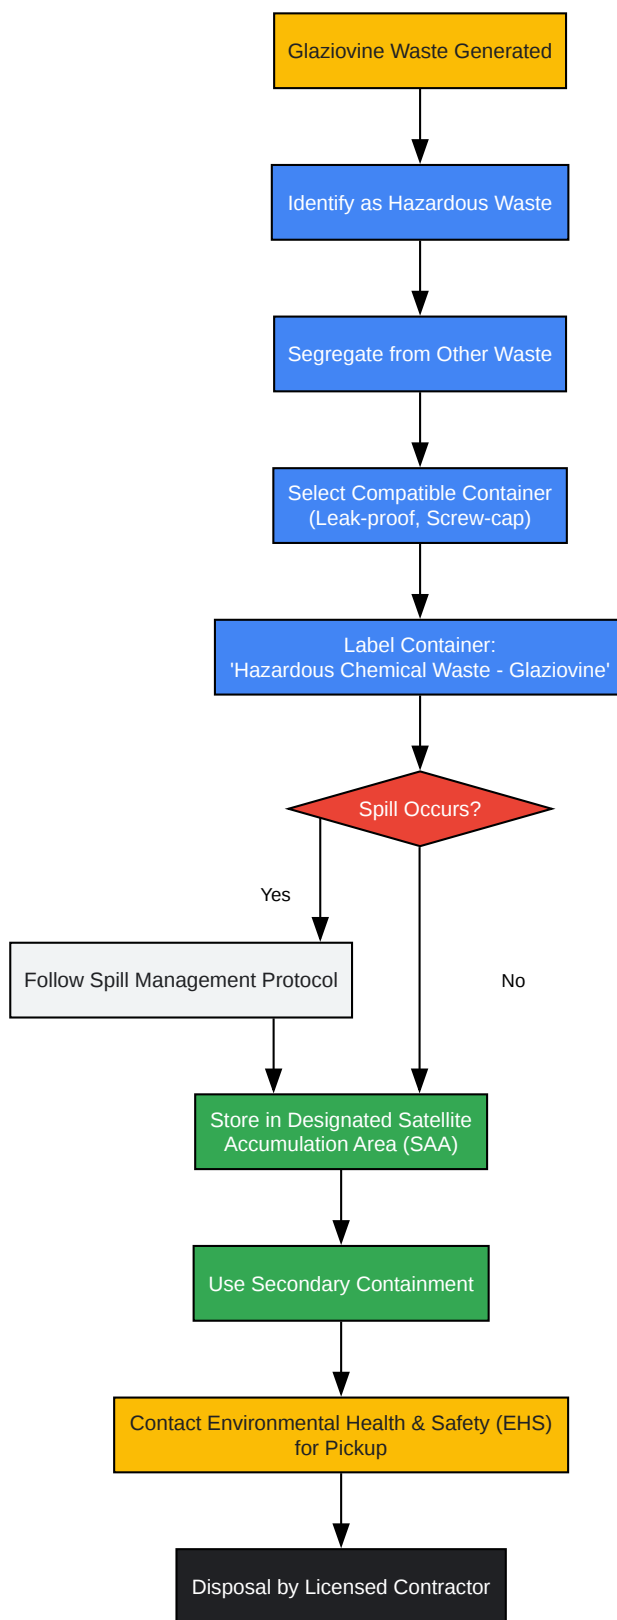 Glaziovine Waste Generated
Identify as Hazardous Waste
Segregate from Other Waste
Select Compatible Container
(Leak-proof, Screw-cap)
Label Container:
'Hazardous Chemical Waste - Glaziovine'
Spill Occurs?
Yes
Follow Spill Management Protocol
No
Store in Designated Satellite
Accumulation Area (SAA)
Use Secondary Containment
Contact Environmental Health & Safety (EHS)
for Pickup
Disposal by Licensed Contractor